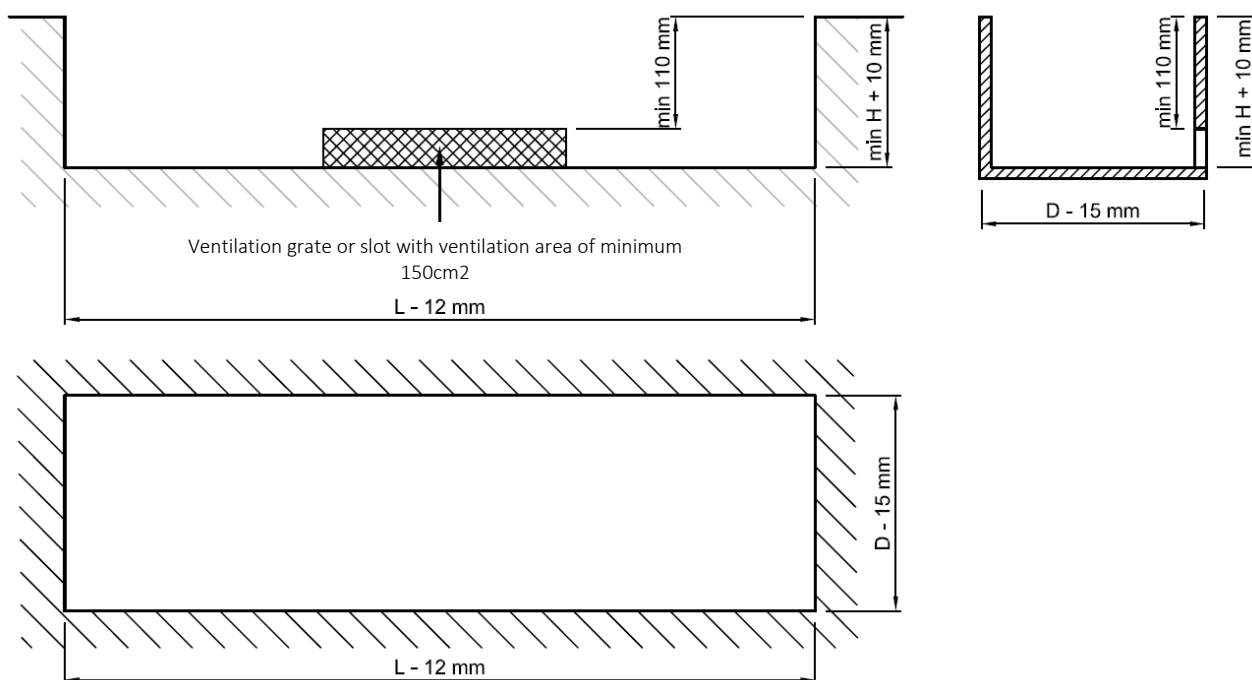 min 110 mm
min H + 10 mm
min 110 mm
min H + 10 mm
D - 15 mm
Ventilation grate or slot with ventilation area of minimum
150cm2
L - 12 mm
D - 15 mm
L - 12 mm